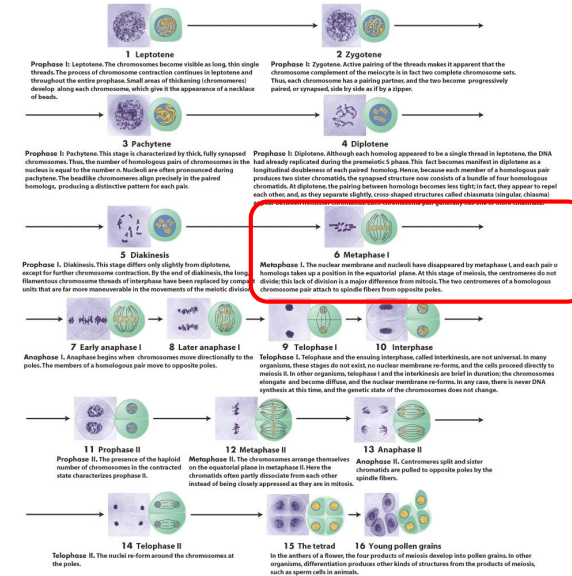 1 Leptotene
2 Zygotene
Prophase I: Leptotene. The chromosomes become visible as long, thin single
threads. The process of chromosome contraction continues in leptotene and
throughout the entire prophase. Small areas of thickening (chromomeres)
develop along each chromosome, which give it the appearance of a necklace
of beads.
Prophase I: Zygotene. Active pairing of the threads makes it apparent that the
chromosome complement of the meiocyte is in fact two complete chromosome sets.
Thus, each chromosome has a pairing partner, and the two become progressively
paired, or synapsed, side by side as if by a zipper.
3 Pachytene
4 Diplotene
Prophase I: Pachytene. This stage is characterized by thick, fully synapsed
chromosomes. Thus, the number of homologous pairs of chromosomes in the
nucleus is equal to the number n. Nucleoli are often pronounced during
pachytene. The beadlike chromomeres align precisely in the paired
homologs, producing a distinctive pattern for each pair.
Prophase I: Diplotene. Although each homolog appeared to be a single thread in leptotene, the DNA
had already replicated during the premeiotic S phase. This fact becomes manifest in diplotene as a
longitudinal doubleness of each paired homolog. Hence, because each member of a homologous pair
produces two sister chromatids, the synapsed structure now consists of a bundle of four homologous
chromatids. At diplotene, the pairing between homologs becomes less tight; in fact, they appear to repel
each other, and, as they separate slightly, cross-shaped structures called chiasmata (singular, chiasma)
5 Diakinesis
6 Metaphase I
Prophase I. Diakinesis. This stage differs only slightly from diplotene,
except for further chromosome contraction. By the end of diakinesis, the long,
filamentous chromosome threads of interphase have been replaced by compact
units that are far more maneuverable in the movements of the meiotic division
Metaphase I. The nuclear membrane and nucleoli have disappeared by metaphase I, and each pair o
homologs takes up a position in the equatorial plane. At this stage of meiosis, the centromeres do not
divide; this lack of division is a major difference from mitosis. The two centromeres of a homologous
chromosome pair attach to spindle fibers from opposite poles.
7 Early anaphase I
8 Later anaphase I
9 Telophase I
10 Interphase
Anaphase I. Anaphase begins when chromosomes move directionally to the
poles. The members of a homologous pair move to opposite poles.
Telophase I. Telophase and the ensuing interphase, called interkinesis, are not universal. In many
organisms, these stages do not exist, no nuclear membrane re-forms, and the cells proceed directly to
meiosis II. In other organisms, telophase I and the interkinesis are brief in duration; the chromosomes
elongate and become diffuse, and the nuclear membrane re-forms. In any case, there is never DNA
synthesis at this time, and the genetic state of the chromosomes does not change.
11 Prophase II
12 Metaphase II
13 Anaphase II
Prophase II. The presence of the haploid
number of chromosomes in the contracted
state characterizes prophase II.
Metaphase II. The chromosomes arrange themselves
on the equatorial plane in metaphase II. Here the
chromatids often partly dissociate from each other
instead of being closely appressed as they are in mitosis.
Anaphase II. Centromeres split and sister
chromatids are pulled to opposite poles by the
spindle fibers.
14 Telophase II
15 The tetrad
16 Young pollen grains
Telophase II. The nuclei re-form around the chromosomes at
the poles.
In the anthers of a flower, the four products of meiosis develop into pollen grains. In other
organisms, differentiation produces other kinds of structures from the products of meiosis,
such as sperm cells in animals.